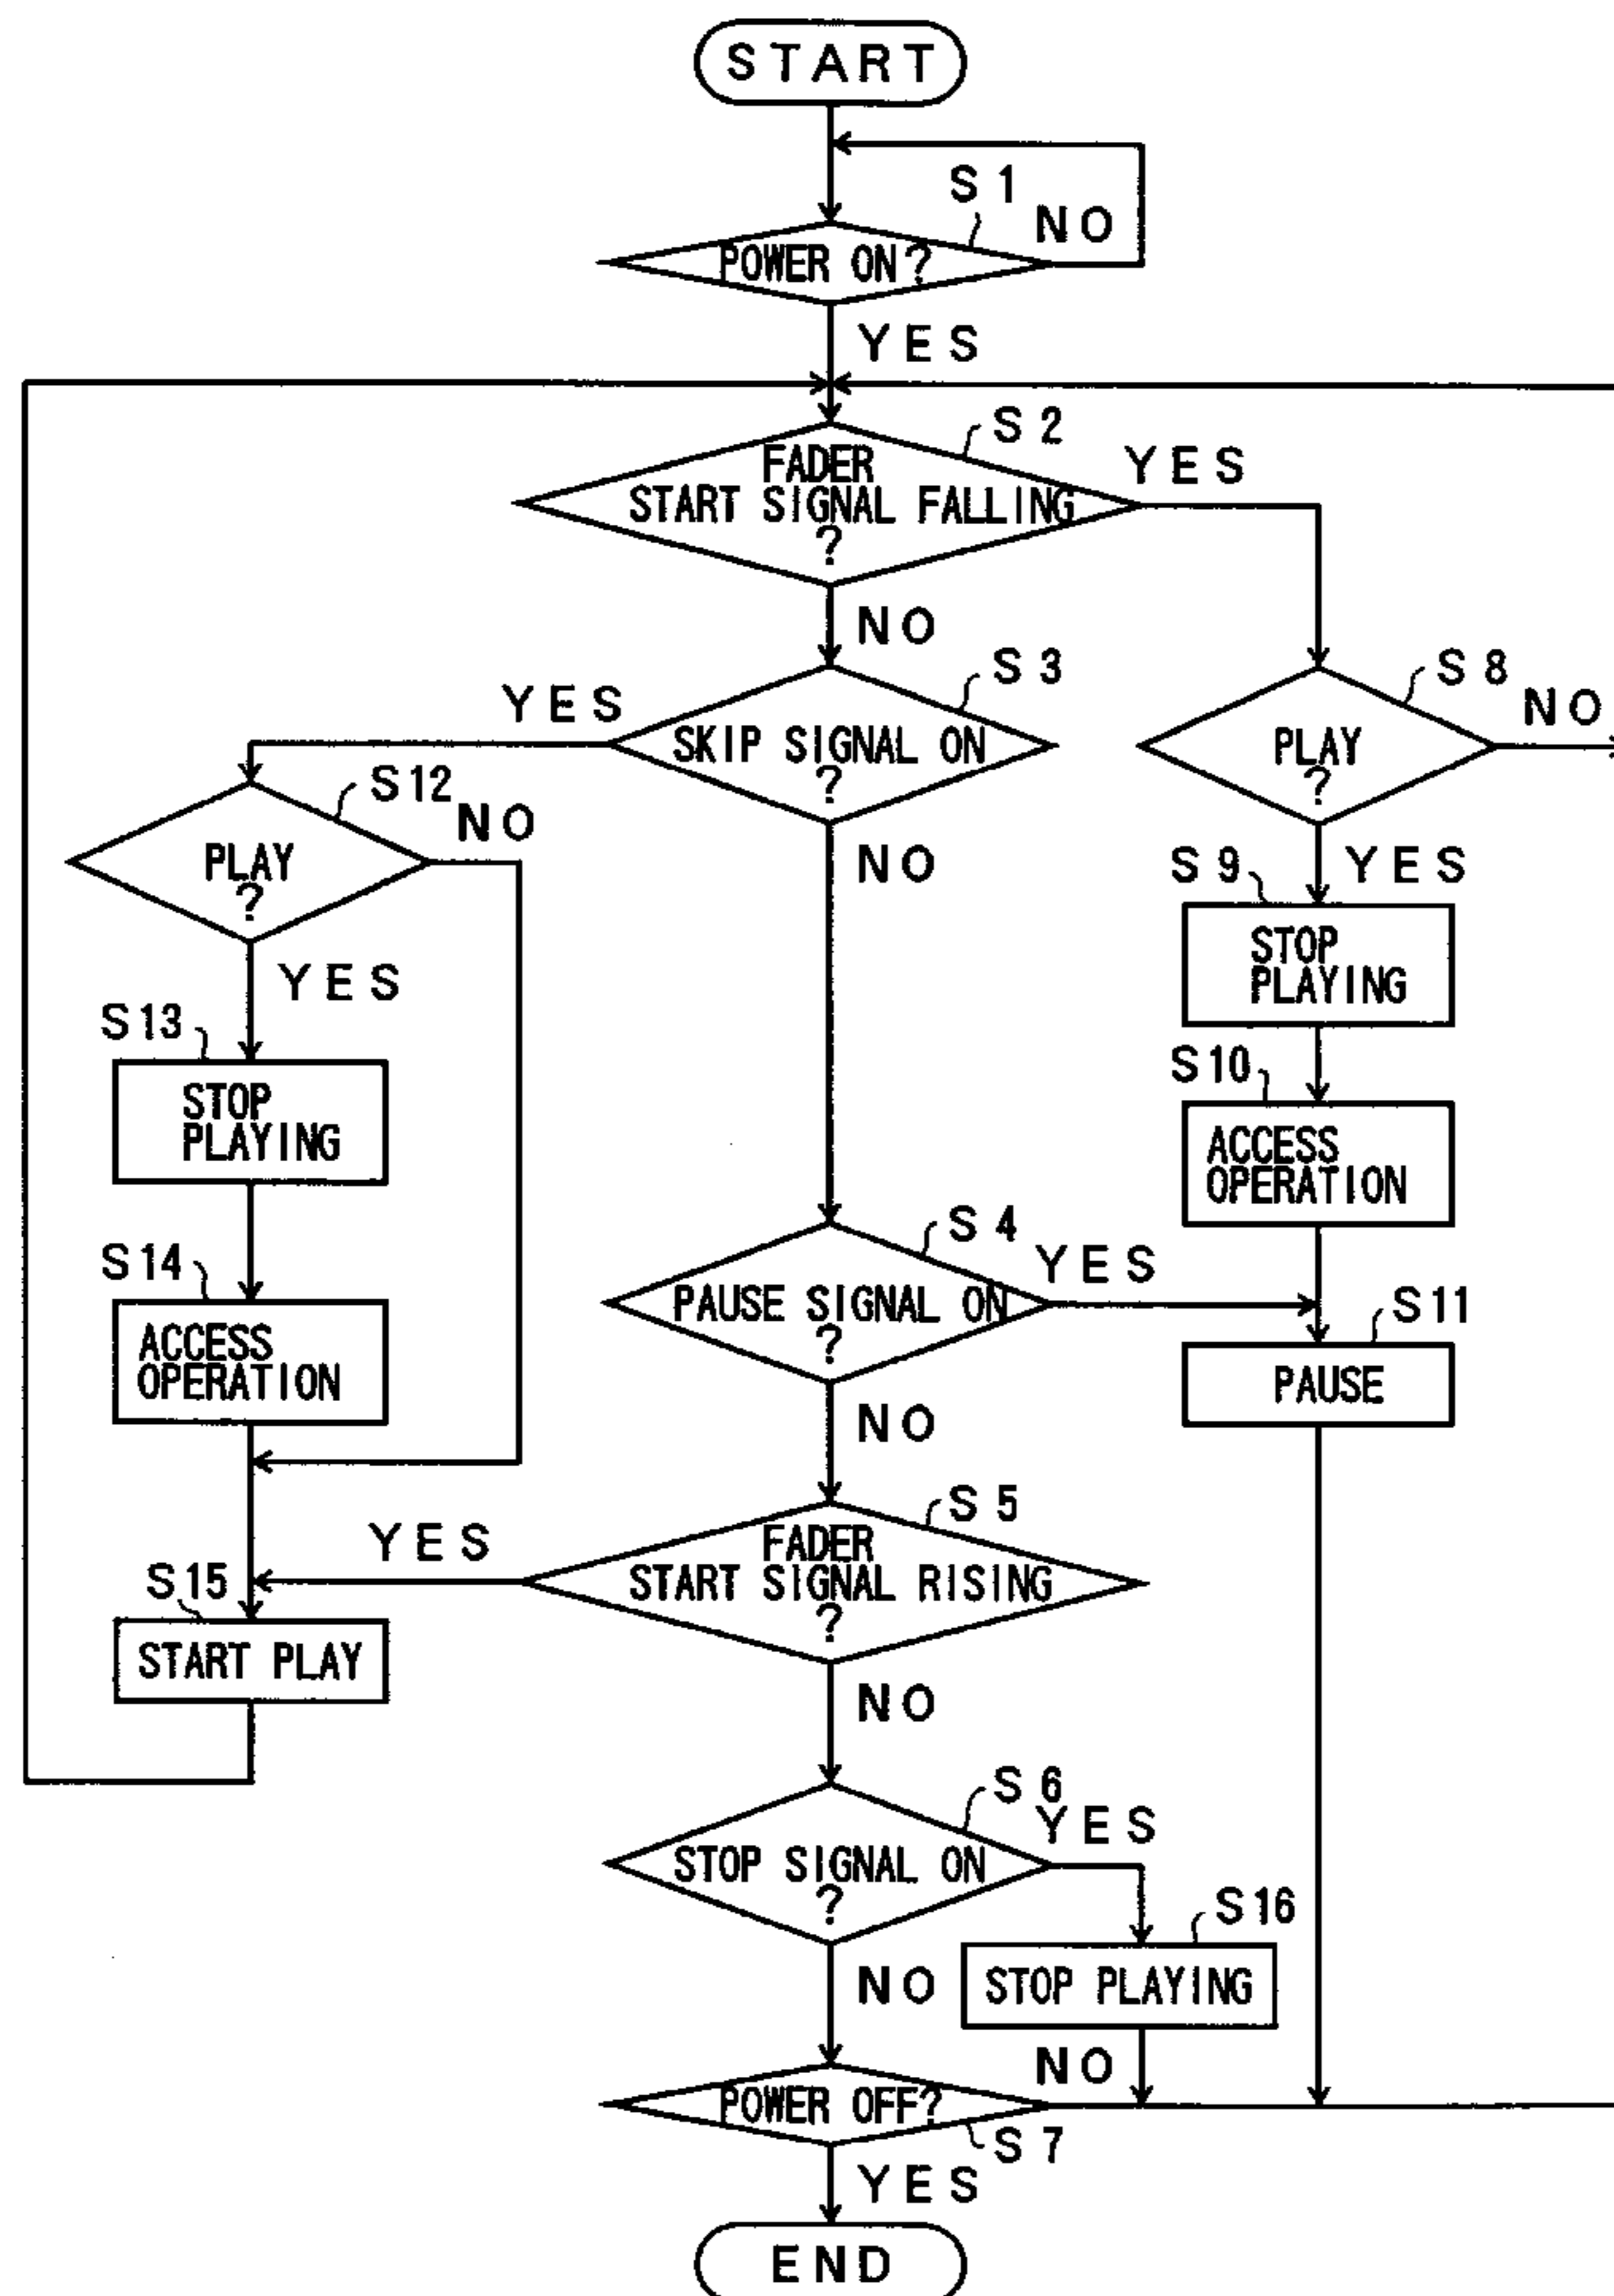 START
S1
NO
POWER ON?
YES
S2
FADER
START SIGNAL FALLING
?
YES
NO
S3
YES
SKIP SIGNAL ON
?
S8
NO
PLAY
?
S12
NO
PLAY
?
NO
YES
S9
STOP
PLAYING
YES
S13
STOP
PLAYING
S10
ACCESS
OPERATION
S14
ACCESS
OPERATION
S4
YES
PAUSE SIGNAL ON
?
S11
PAUSE
NO
S5
YES
FADER
START SIGNAL RISING
?
S15
START PLAY
NO
S6
YES
STOP SIGNAL ON
?
S16
STOP PLAYING
NO
NO
POWER OFF?
S7
YES
END